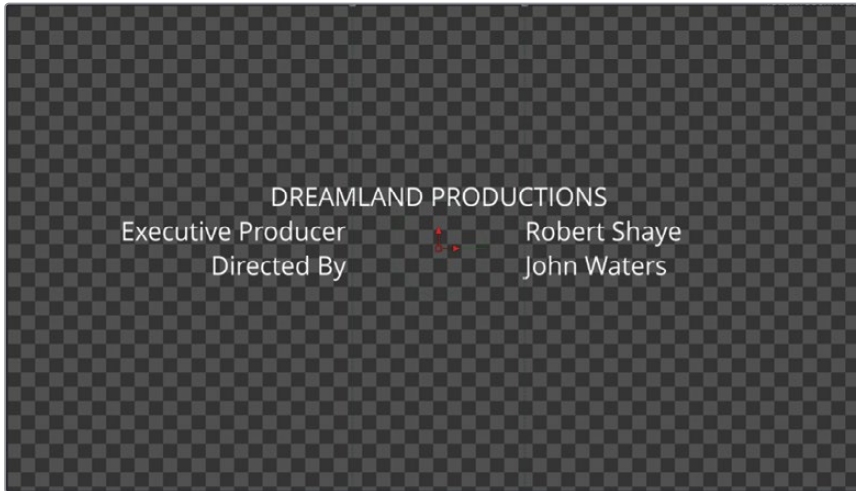 DREAMLAND PRODUCTIONS
Executive Producer Robert Shaye
Directed By John Waters